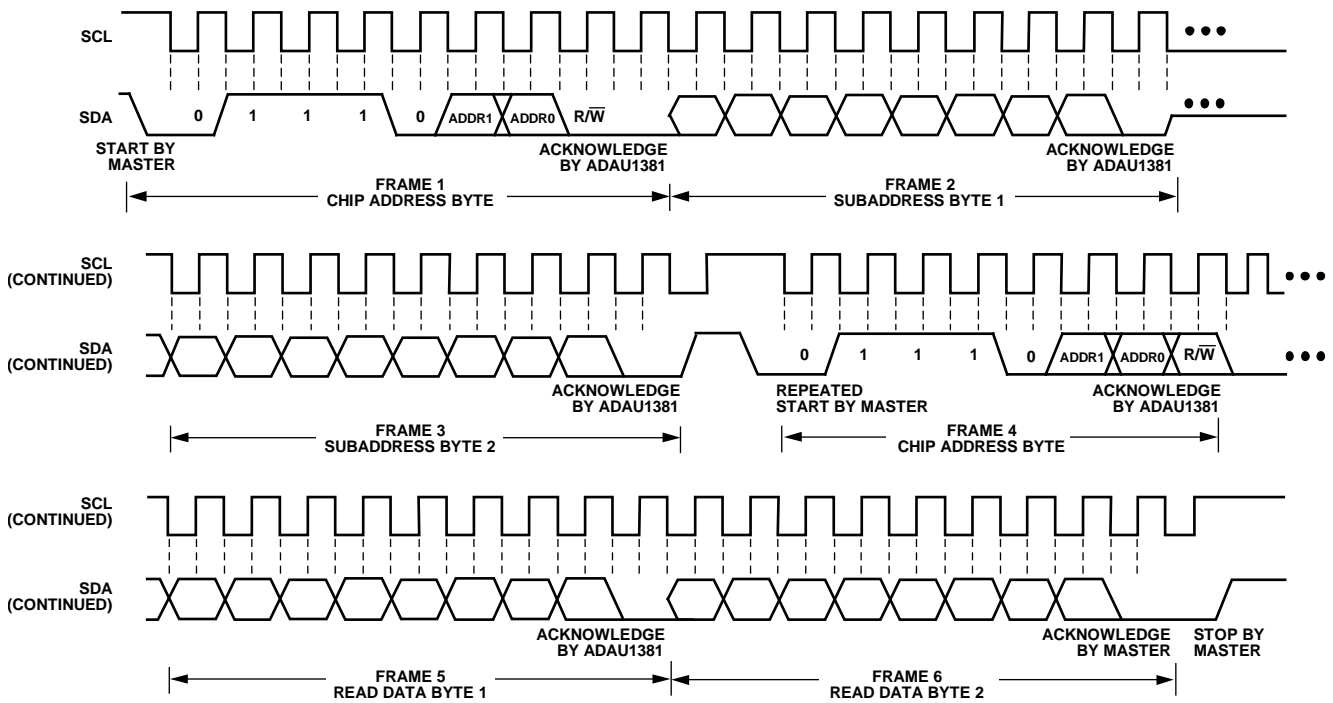 SCL
SDA
0 1 1 1 0 ADDR1 ADDR0 R/W̅
START BY
MASTER
ACKNOWLEDGE
BY ADAU1381
ACKNOWLEDGE
BY ADAU1381
FRAME 1
CHIP ADDRESS BYTE
FRAME 2
SUBADDRESS BYTE 1
SCL
(CONTINUED)
SDA
(CONTINUED)
0 1 1 1 0 ADDR1 ADDR0 R/W̅
ACKNOWLEDGE
BY ADAU1381
REPEATED
START BY MASTER
ACKNOWLEDGE
BY ADAU1381
FRAME 3
SUBADDRESS BYTE 2
FRAME 4
CHIP ADDRESS BYTE
SCL
(CONTINUED)
SDA
(CONTINUED)
ACKNOWLEDGE
BY ADAU1381
ACKNOWLEDGE
BY MASTER
STOP BY
MASTER
FRAME 5
READ DATA BYTE 1
FRAME 6
READ DATA BYTE 2